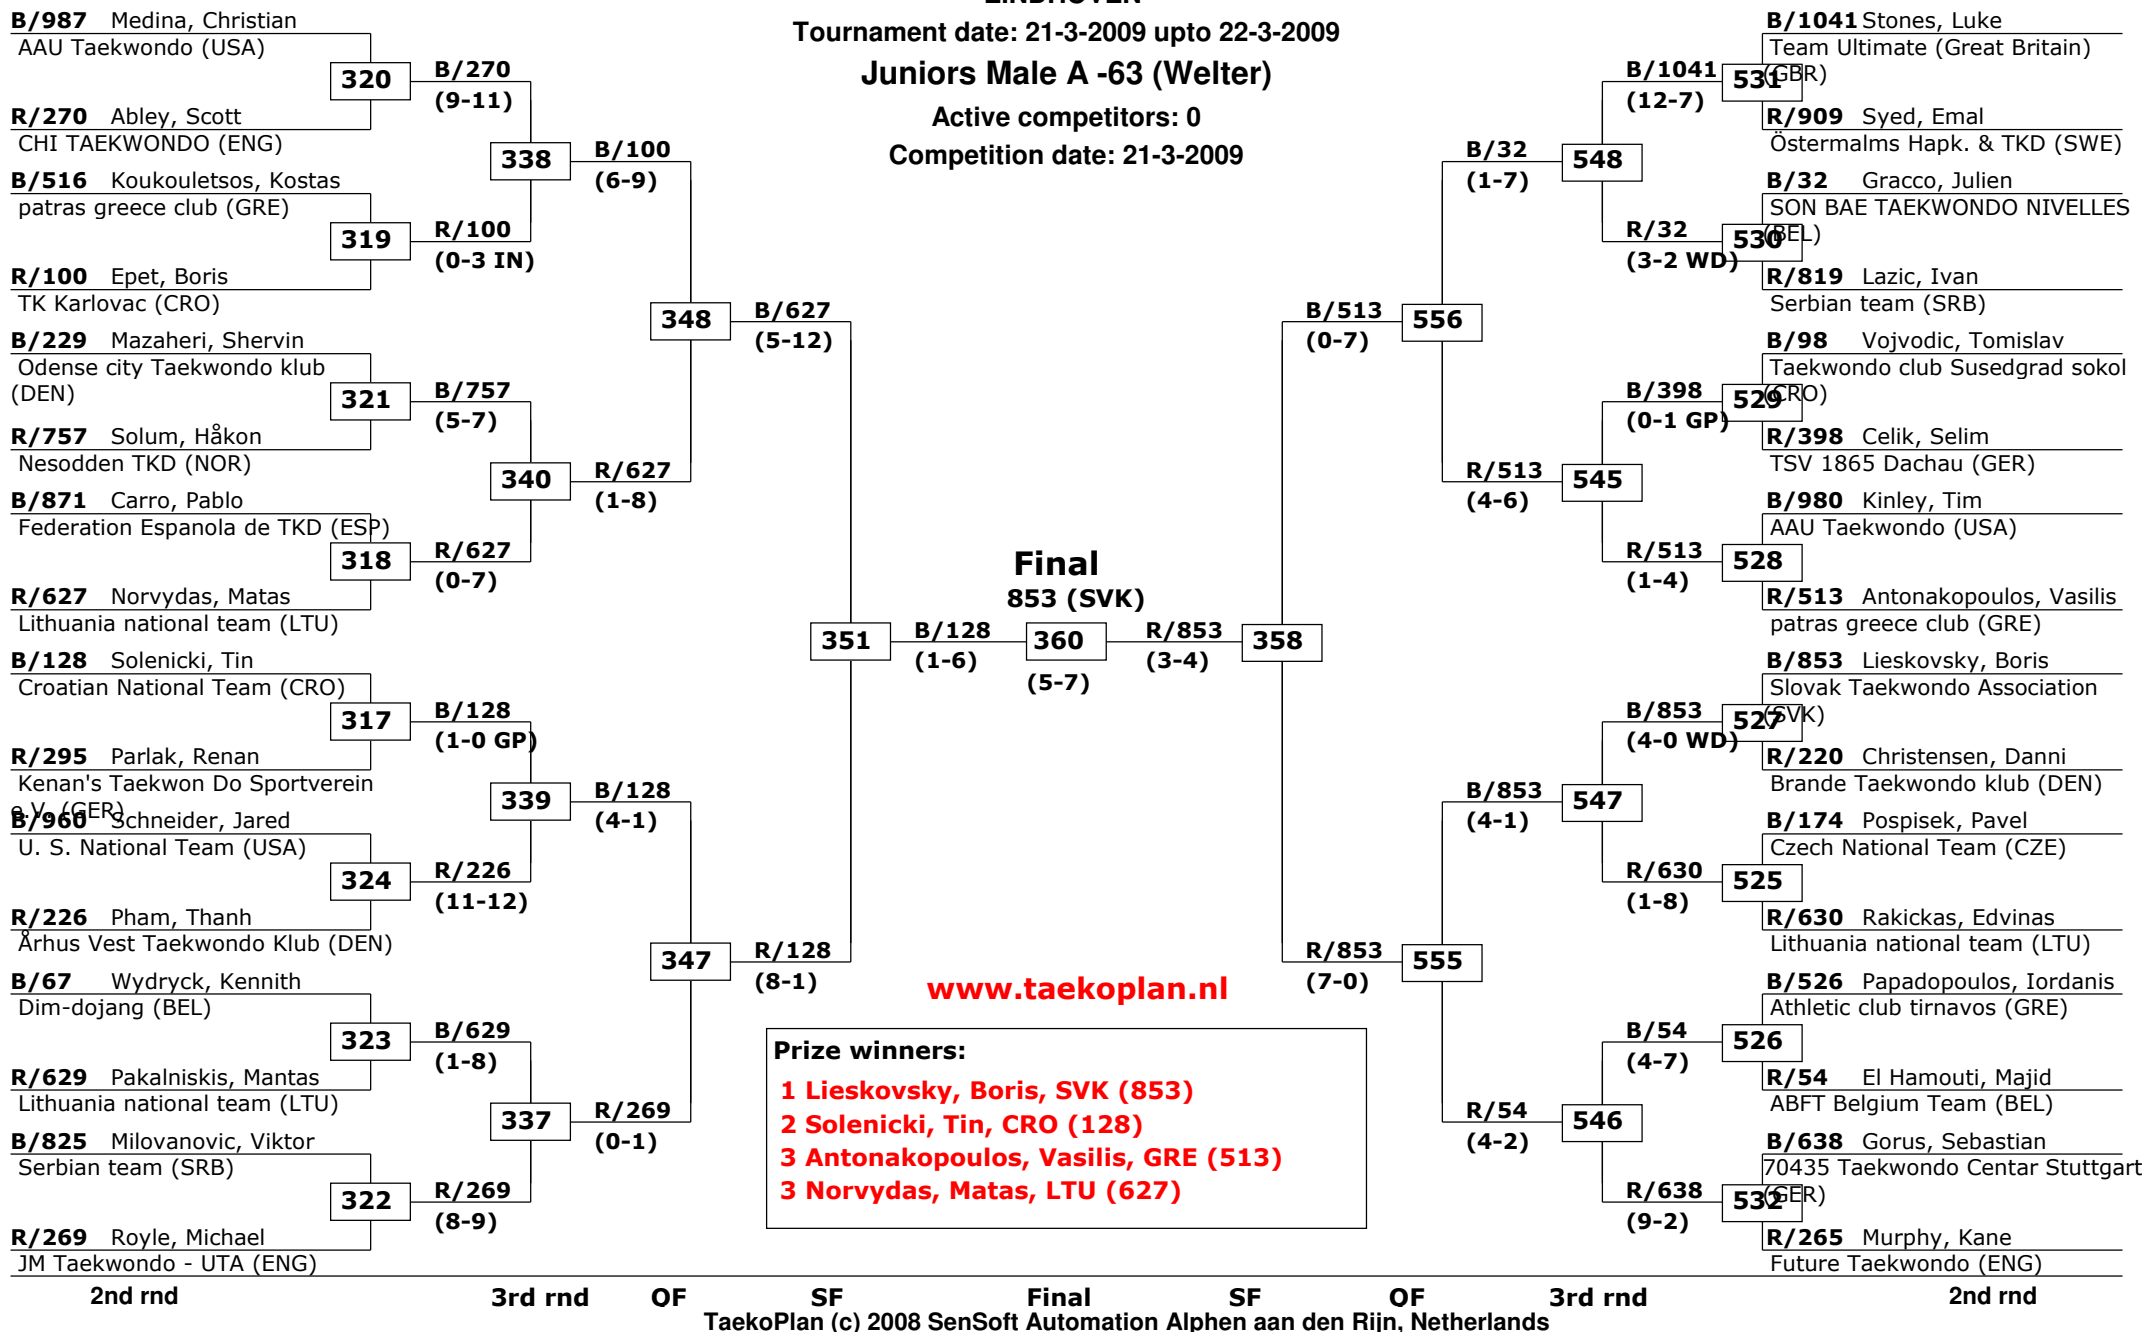 EINDHOVEN
Tournament date: 21-3-2009 upto 22-3-2009
Juniors Male A -63 (Welter)
Active competitors: 0
Competition date: 21-3-2009
B/987 Medina, Christian
AAU Taekwondo (USA)
320
R/270 Abley, Scott
CHI TAEKWONDO (ENG)
B/516 Koukouletsos, Kostas
patras greece club (GRE)
319
R/100 Epet, Boris
TK Karlovac (CRO)
B/229 Mazaheri, Shervin
Odense city Taekwondo klub
(DEN)
321
R/757 Solum, Håkon
Nesodden TKD (NOR)
B/871 Carro, Pablo
Federation Espanola de TKD (ESP)
318
R/627 Norvydas, Matas
Lithuania national team (LTU)
B/128 Solenicki, Tin
Croatian National Team (CRO)
317
R/295 Parlak, Renan
Kenan's Taekwon Do Sportverein
e.V. (GER)
B/960 Schneider, Jared
U. S. National Team (USA)
324
R/226 Pham, Thanh
Århus Vest Taekwondo Klub (DEN)
B/67 Wydryck, Kennith
Dim-dojang (BEL)
323
R/629 Pakalniskis, Mantas
Lithuania national team (LTU)
B/825 Milovanovic, Viktor
Serbian team (SRB)
322
R/269 Royle, Michael
JM Taekwondo - UTA (ENG)
B/270
(9-11)
338
R/100
(0-3 IN)
B/757
(5-7)
340
R/627
(0-7)
B/128
(1-0 GP)
339
R/226
(11-12)
B/629
(1-8)
337
R/269
(8-9)
B/100
(6-9)
348
R/627
(1-8)
B/128
(4-1)
347
R/269
(0-1)
B/627
(5-12)
351
R/128
(8-1)
B/128
(1-6)
Final
853 (SVK)
360
(5-7)
R/853
(3-4)
358
B/513
(0-7)
556
R/853
(7-0)
555
B/32
(1-7)
548
R/513
(4-6)
545
B/853
(4-1)
547
R/54
(4-2)
546
B/1041
(12-7)
R/32
(3-2 WD)
B/398
(0-1 GP)
R/513
(1-4)
B/853
(4-0 WD)
R/630
(1-8)
B/54
(4-7)
R/638
(9-2)
B/1041 Stones, Luke
Team Ultimate (Great Britain)
(GBR)
531
R/909 Syed, Emal
Östermalms Hapk. & TKD (SWE)
B/32 Gracco, Julien
SON BAE TAEKWONDO NIVELLES
(BEL)
530
R/819 Lazic, Ivan
Serbian team (SRB)
B/98 Vojvodic, Tomislav
Taekwondo club Susedgrad sokol
(CRO)
529
R/398 Celik, Selim
TSV 1865 Dachau (GER)
B/980 Kinley, Tim
AAU Taekwondo (USA)
528
R/513 Antonakopoulos, Vasilis
patras greece club (GRE)
B/853 Lieskovsky, Boris
Slovak Taekwondo Association
(SVK)
527
R/220 Christensen, Danni
Brande Taekwondo klub (DEN)
B/174 Pospisek, Pavel
Czech National Team (CZE)
525
R/630 Rakickas, Edvinas
Lithuania national team (LTU)
B/526 Papadopoulos, Iordanis
Athletic club tirnavos (GRE)
526
R/54 El Hamouti, Majid
ABFT Belgium Team (BEL)
B/638 Gorus, Sebastian
70435 Taekwondo Centar Stuttgart
(GER)
532
R/265 Murphy, Kane
Future Taekwondo (ENG)
www.taekoplan.nl
Prize winners:
1 Lieskovsky, Boris, SVK (853)
2 Solenicki, Tin, CRO (128)
3 Antonakopoulos, Vasilis, GRE (513)
3 Norvydas, Matas, LTU (627)
2nd rnd 3rd rnd QF SF Final SF QF 3rd rnd 2nd rnd
TaekoPlan (c) 2008 SenSoft Automation Alphen aan den Rijn, Netherlands